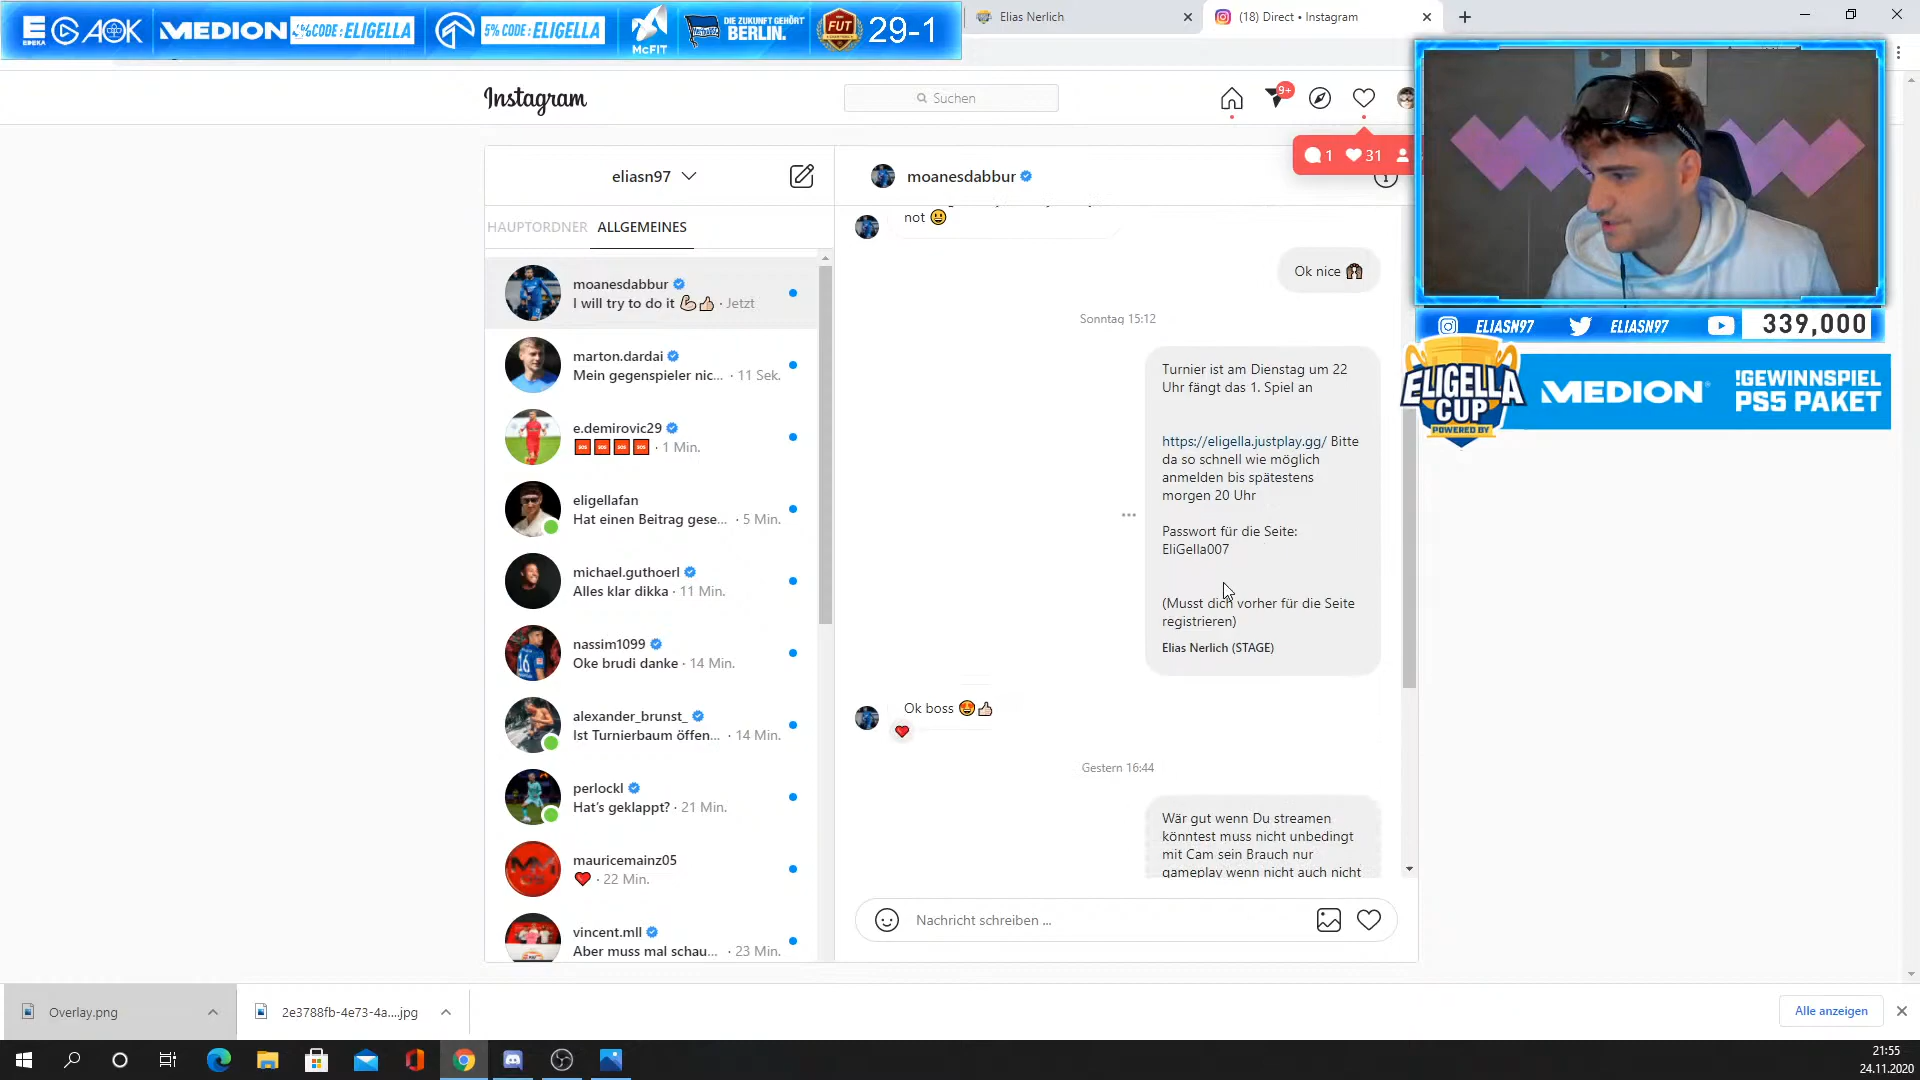 EDEKA AOK MEDION CODE: ELIGELLA 5% CODE: ELIGELLA McFIT DIE ZUKUNFT GEHÖRT BERLIN. FUT 29-1
Elias Nerlich
(18) Direct • Instagram
Instagram
Suchen
9+
1 31
eliasn97
HAUPTORDNER ALLGEMEINES
moanesdabbur
I will try to do it 💪🏻👍🏻 · Jetzt
marton.dardai
Mein gegenspieler nic... · 11 Sek.
e.demirovic29
🆘🆘🆘🆘 · 1 Min.
eligellafan
Hat einen Beitrag gese... · 5 Min.
michael.guthoerl
Alles klar dikka · 11 Min.
nassim1099
Oke brudi danke · 14 Min.
alexander_brunst_
Ist Turnierbaum öffen... · 14 Min.
perlockl
Hat's geklappt? · 21 Min.
mauricemainz05
❤️ · 22 Min.
vincent.mll
Aber muss mal schau... · 23 Min.
moanesdabbur
not 😀
Ok nice
Sonntag 15:12
Turnier ist am Dienstag um 22
Uhr fängt das 1. Spiel an
https://eligella.justplay.gg/ Bitte
da so schnell wie möglich
anmelden bis spätestens
morgen 20 Uhr
Passwort für die Seite:
EliGella007
(Musst dich vorher für die Seite
registrieren)
Elias Nerlich (STAGE)
Ok boss 🤩👍🏻
❤️
Gestern 16:44
Wär gut wenn Du streamen
könntest muss nicht unbedingt
mit Cam sein Brauch nur
gameplay wenn nicht auch nicht
Nachricht schreiben ...
ELIASN97 ELIASN97 339,000
ELIGELLA
CUP
POWERED BY
MEDION
!GEWINNSPIEL
PS5 PAKET
Overlay.png
2e3788fb-4e73-4a....jpg
Alle anzeigen
21:55
24.11.2020